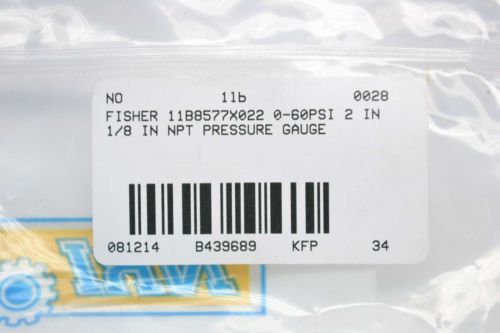 NO 11b 0028
FISHER 11B8577X022 0-60PSI 2 IN
1/8 IN NPT PRESSURE GAUGE
081214 B439689 KFP 34